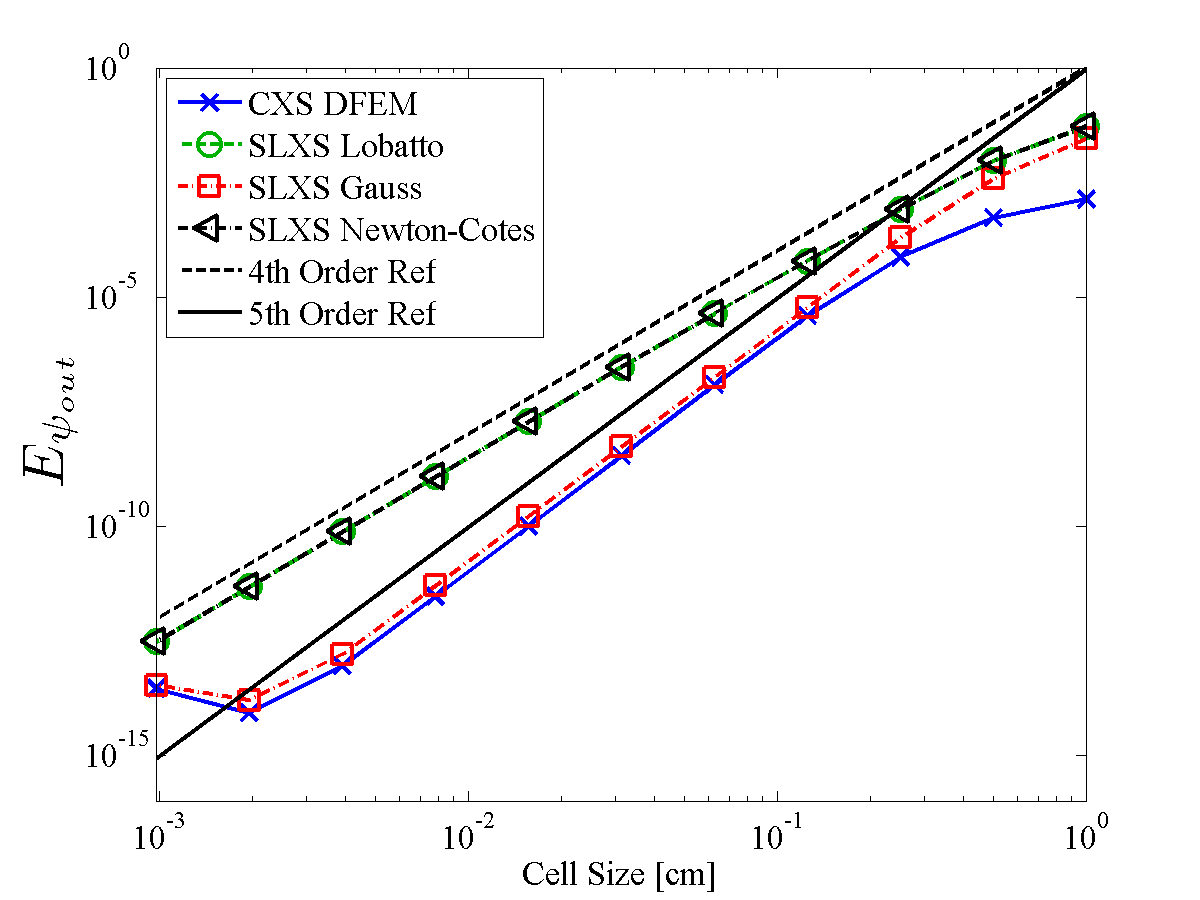 10^0
CXS DFEM
SLXS Lobatto
SLXS Gauss
SLXS Newton-Cotes
4th Order Ref
5th Order Ref
10^-5
E_ψ_out
10^-10
10^-15
10^-3 10^-2 10^-1 10^0
Cell Size [cm]